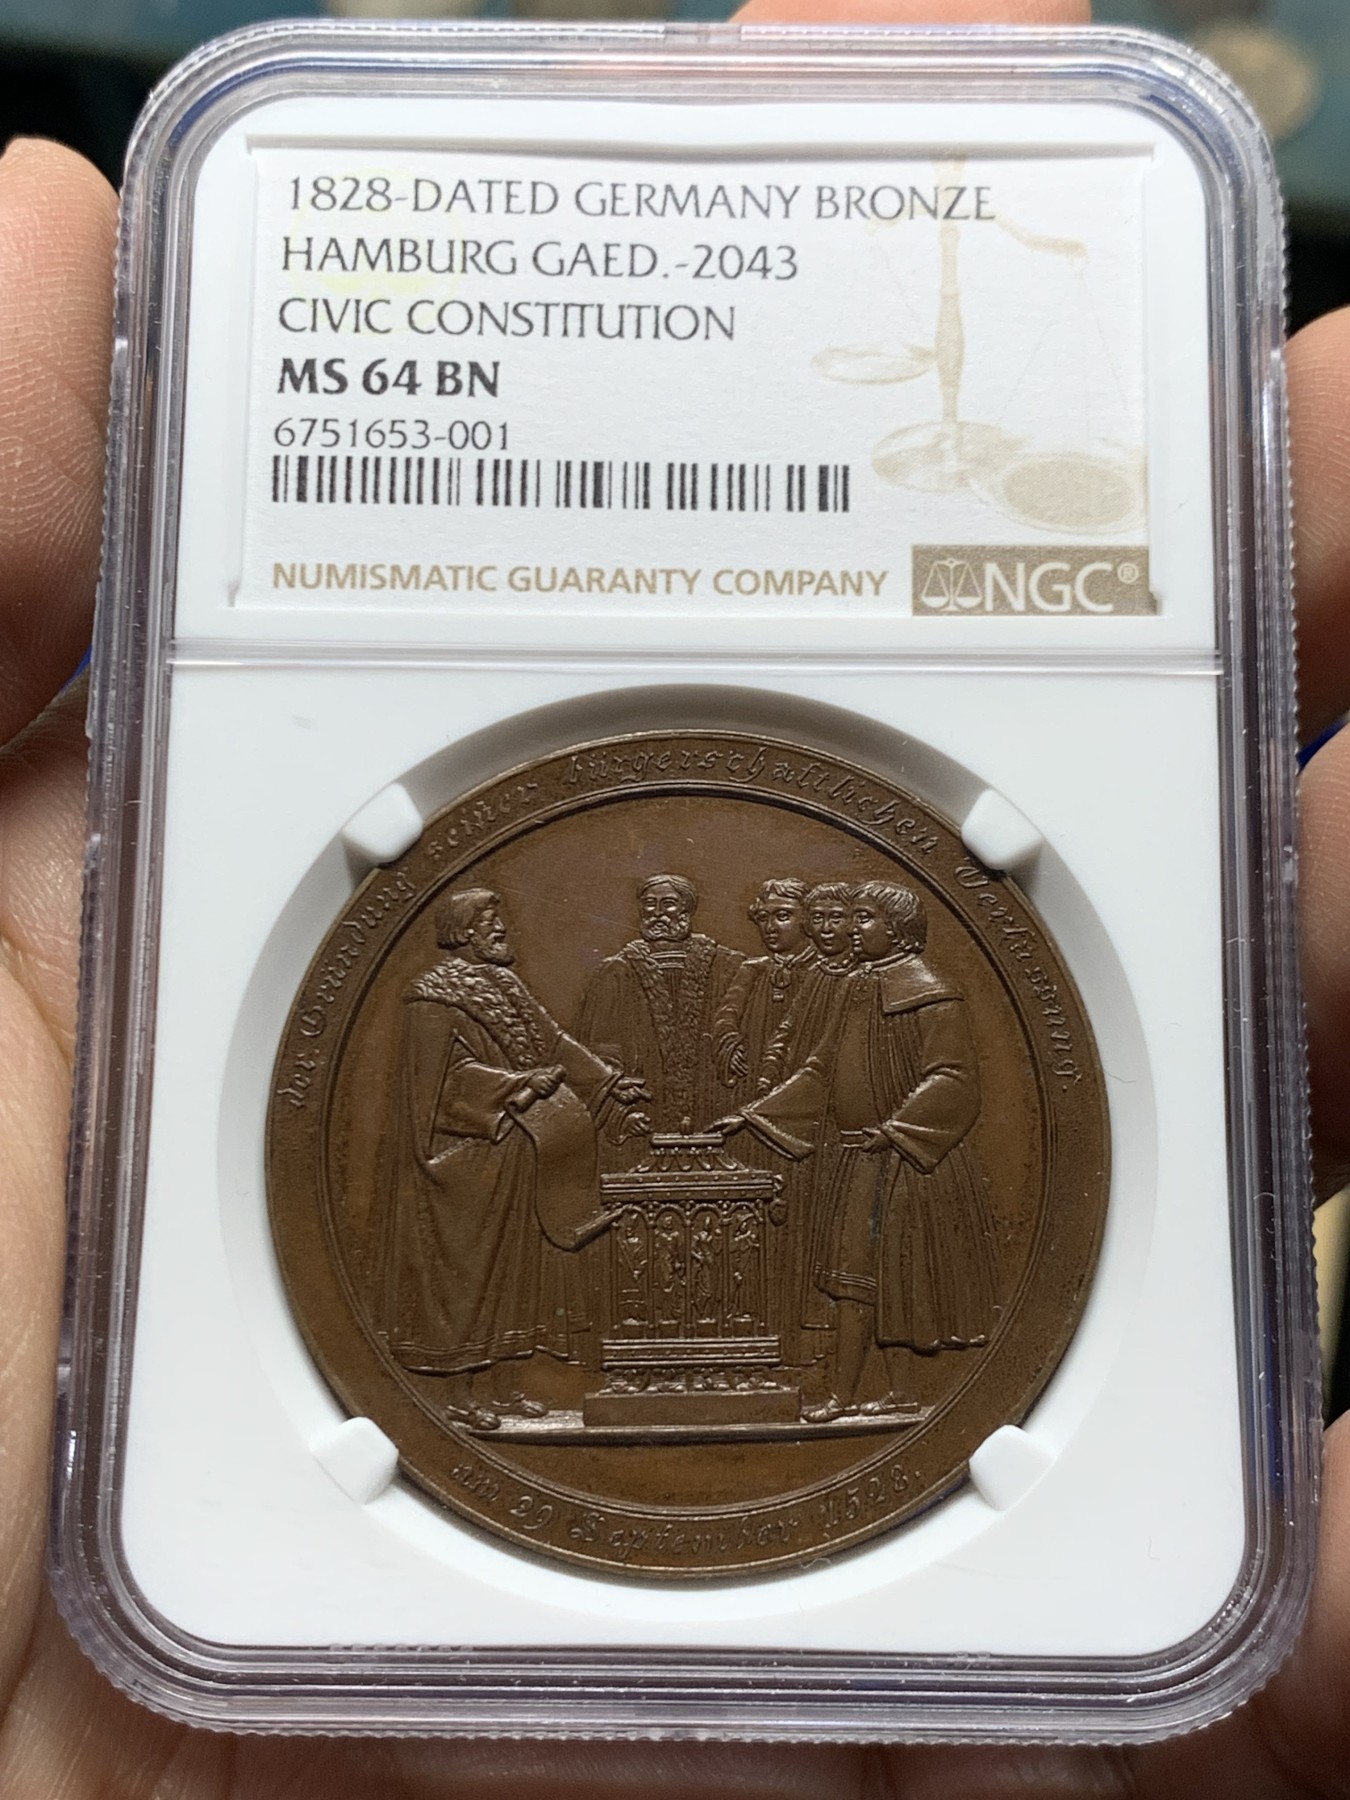 1828-DATED GERMANY BRONZE
HAMBURG GAED.-2043
CIVIC CONSTITUTION
MS 64 BN
6751653-001
NUMISMATIC GUARANTY COMPANY
NGC®
der Gründung seiner bürgerschaftlichen Verfassung.
am 29 September 1528.